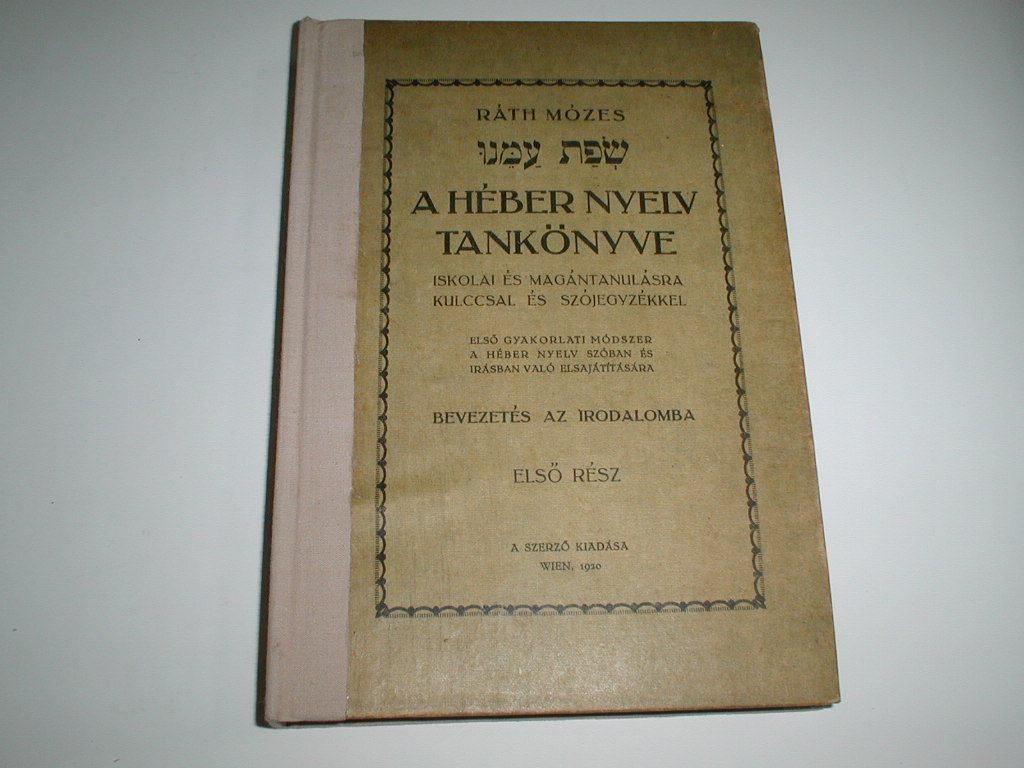 RÁTH MÓZES
שְׂפַת עַמֵּנוּ
A HÉBER NYELV
TANKÖNYVE
ISKOLAI ÉS MAGÁNTANULÁSRA
KULCCSAL ÉS SZÓJEGYZÉKKEL
ELSŐ GYAKORLATI MÓDSZER
A HÉBER NYELV SZÓBAN ÉS
IRÁSBAN VALÓ ELSAJÁTÍTÁSÁRA
BEVEZETÉS AZ IRODALOMBA
ELSŐ RÉSZ
A SZERZŐ KIADÁSA
WIEN, 1920